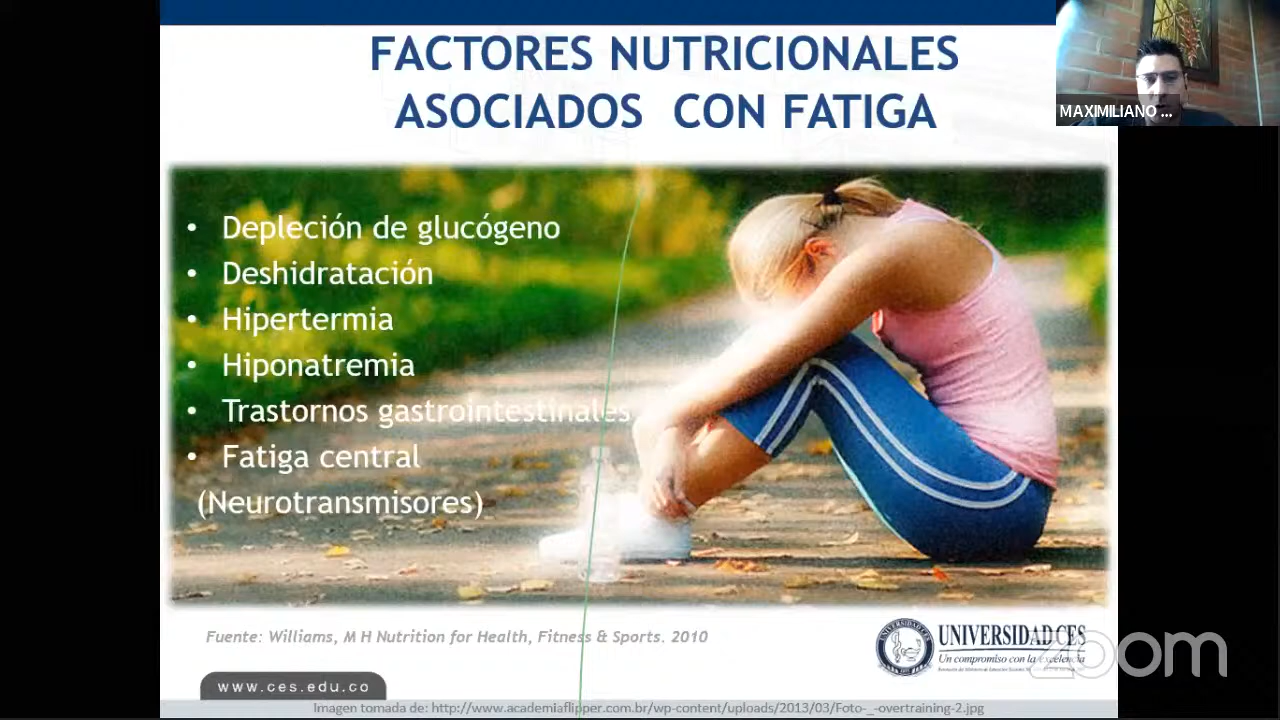 FACTORES NUTRICIONALES
ASOCIADOS CON FATIGA
MAXIMILIANO ...
• Depleción de glucógeno
• Deshidratación
• Hipertermia
• Hiponatremia
• Trastornos gastrointestinales
• Fatiga central
(Neurotransmisores)
Fuente: Williams, M H Nutrition for Health, Fitness & Sports. 2010
UNIVERSIDAD CES
Un compromiso con la excelencia
zoom
www.ces.edu.co
Imagen tomada de: http://www.academiaflipper.com.br/wp-content/uploads/2013/03/Foto-_-overtraining-2.jpg